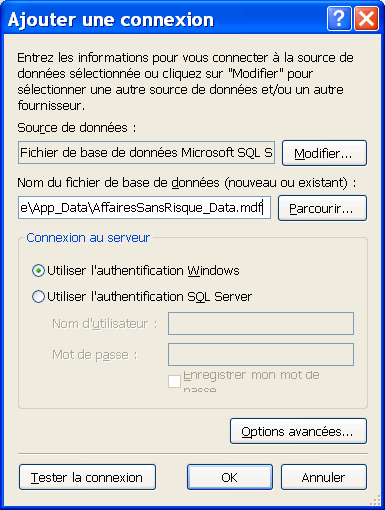 Ajouter une connexion
Entrez les informations pour vous connecter à la source de
données sélectionnée ou cliquez sur "Modifier" pour
sélectionner une autre source de données et/ou un autre
fournisseur.
Source de données :
Fichier de base de données Microsoft SQL S
Modifier...
Nom du fichier de base de données (nouveau ou existant) :
e\App_Data\AffairesSansRisque_Data.mdf
Parcourir...
Connexion au serveur
Utiliser l'authentification Windows
Utiliser l'authentification SQL Server
Nom d'utilisateur :
Mot de passe :
Enregistrer mon mot de
passe
Options avancées...
Tester la connexion
OK
Annuler